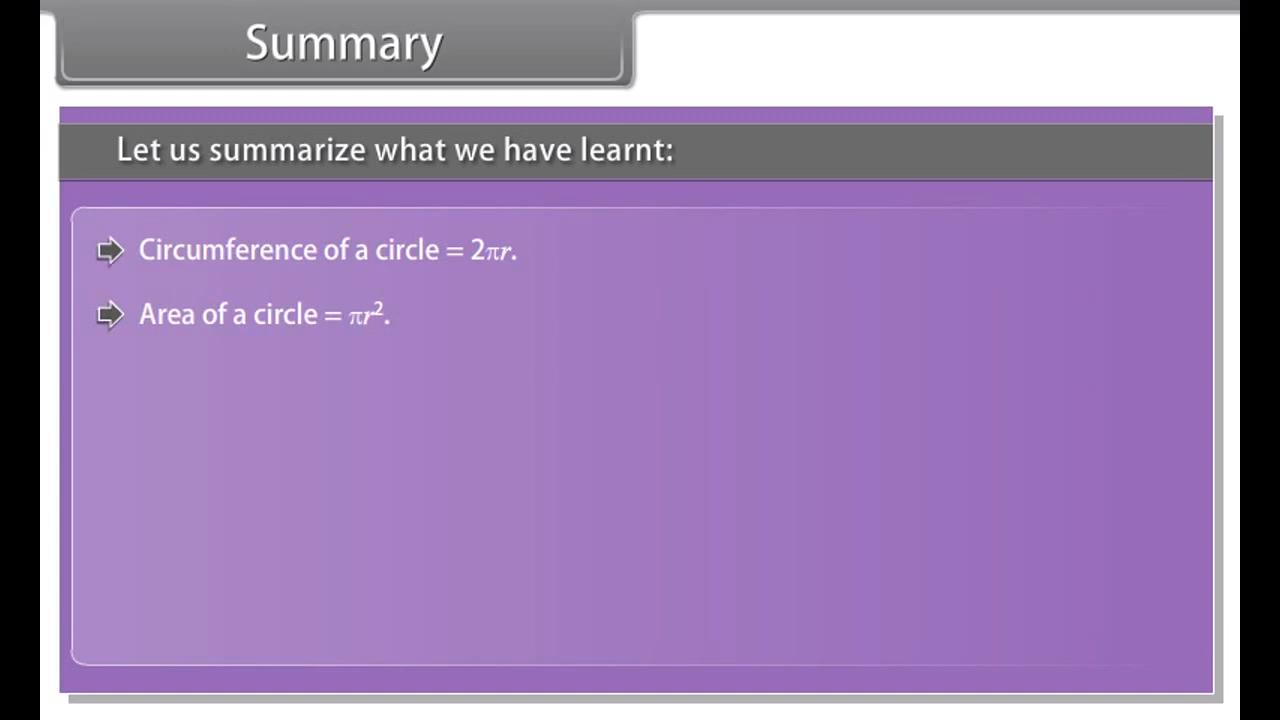 Summary
Let us summarize what we have learnt:
Circumference of a circle = 2πr.
Area of a circle = πr².